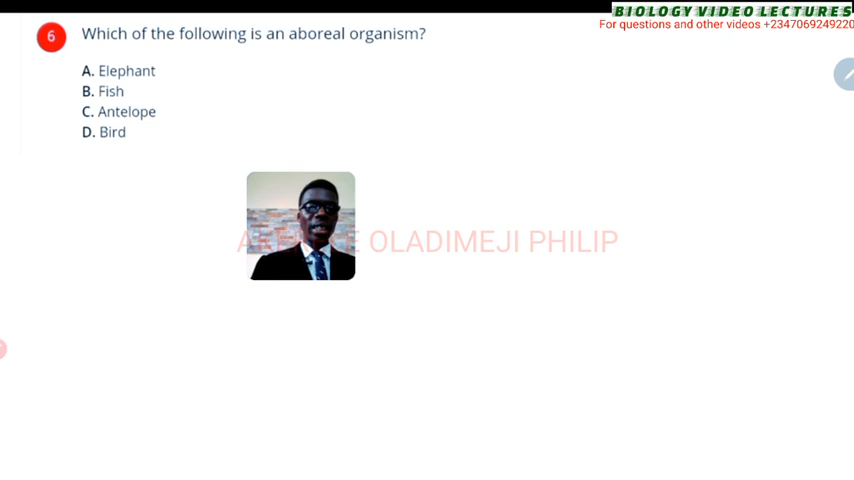 BIOLOGY VIDEO LECTURES
For questions and other videos +2347069249220
6 Which of the following is an aboreal organism?
A. Elephant
B. Fish
C. Antelope
D. Bird
OLADIMEJI PHILIP